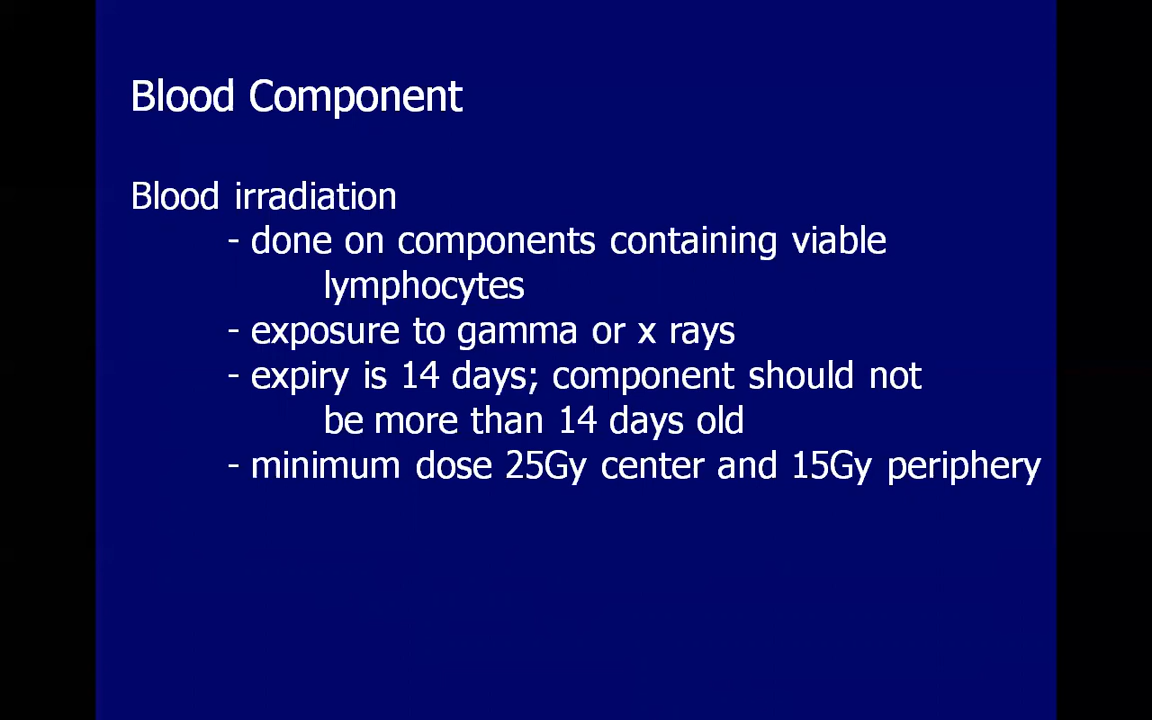 Blood Component
Blood irradiation
- done on components containing viable
lymphocytes
- exposure to gamma or x rays
- expiry is 14 days; component should not
be more than 14 days old
- minimum dose 25Gy center and 15Gy periphery